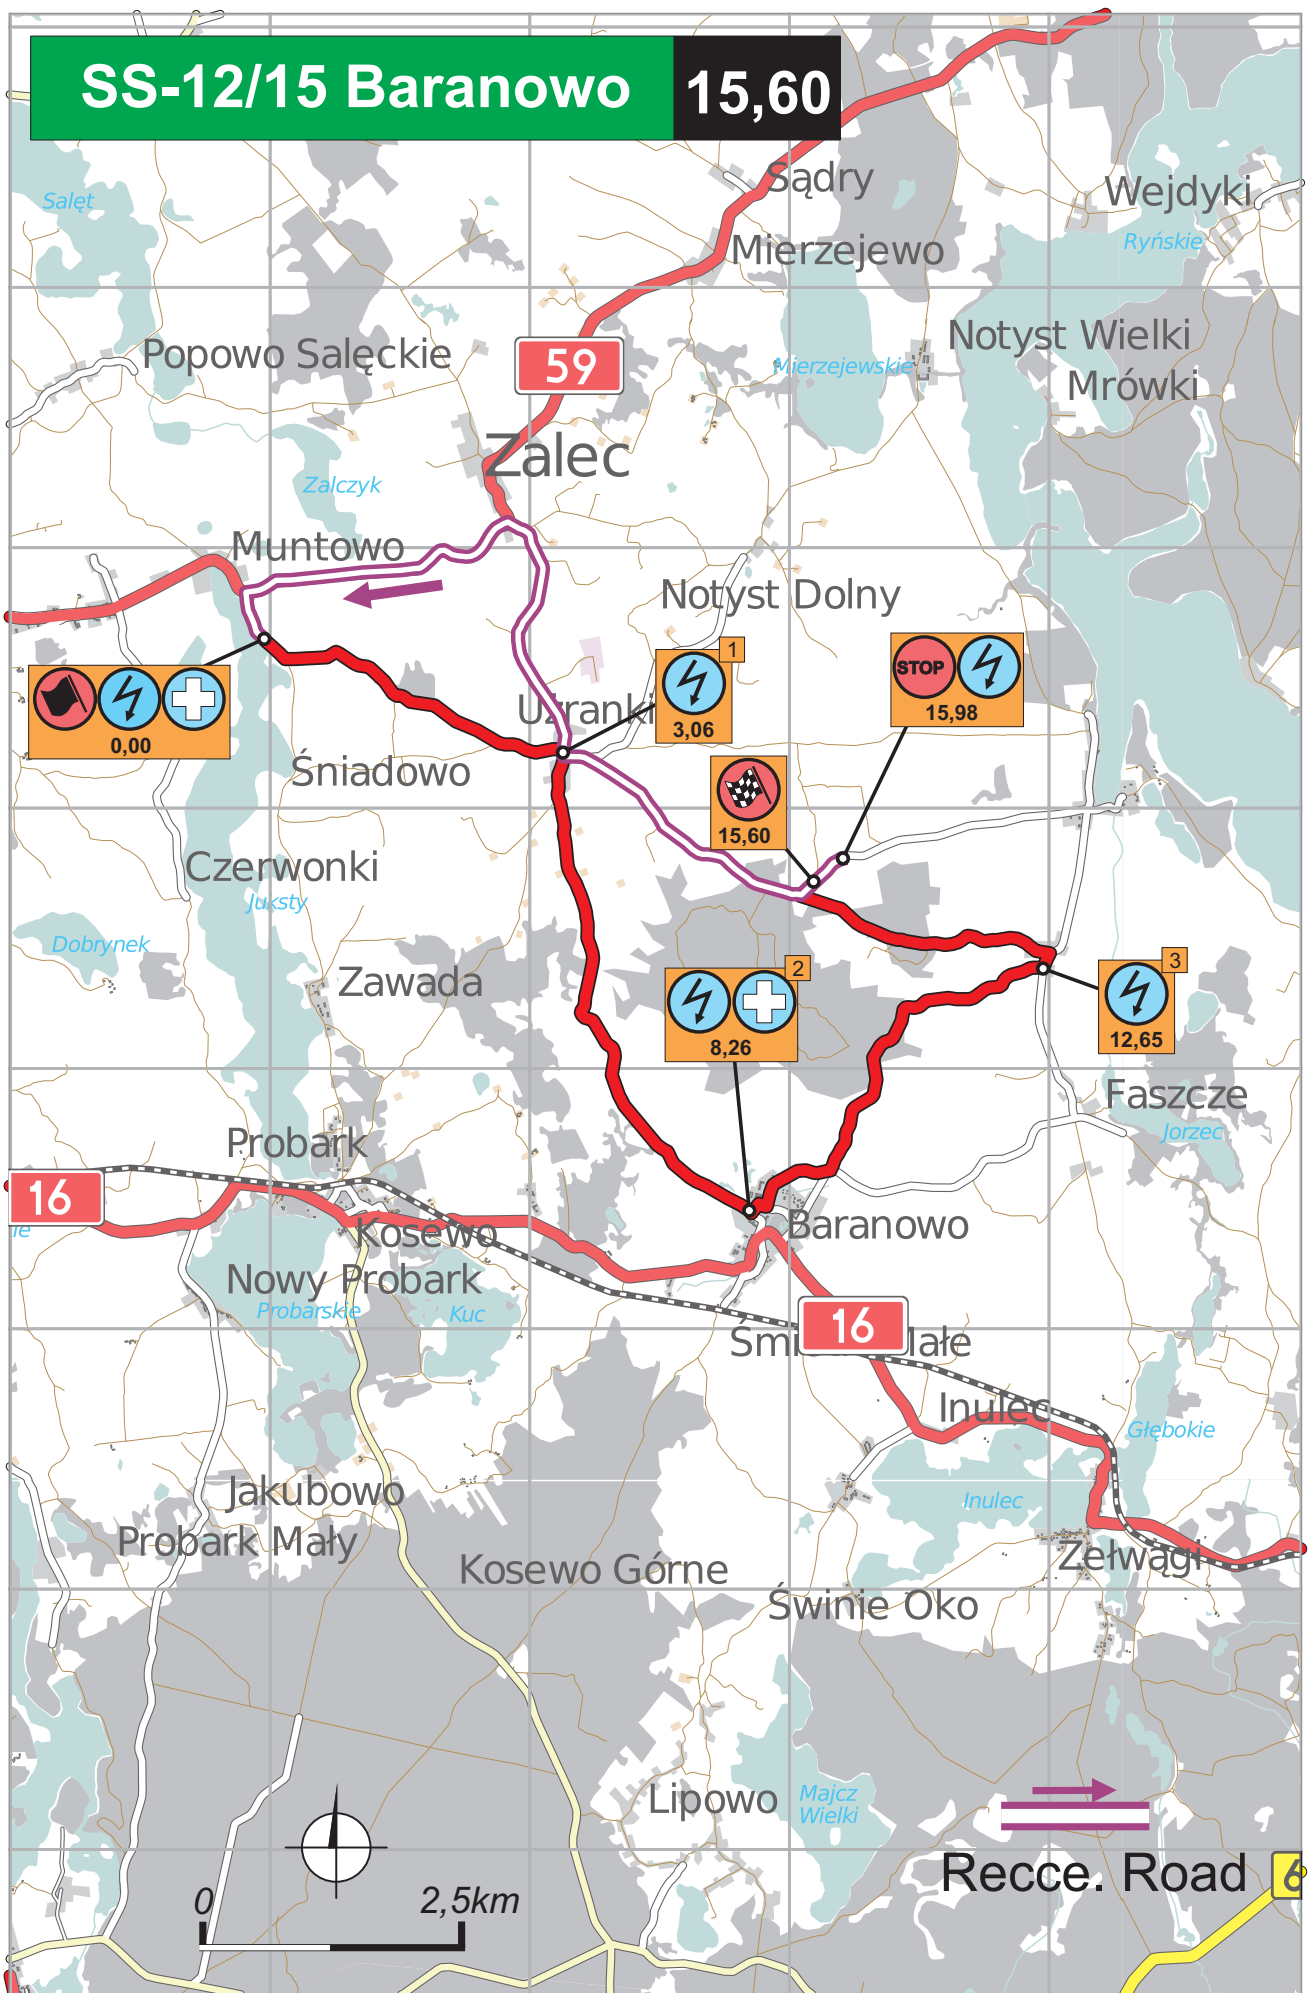 SS-12/15 Baranowo 15,60
Sądry
Wejdyki
Salęt
Ryńskie
Mierzejewo
Notyst Wielki
Popowo Salęckie
59
Mierzejewskie
Mrówki
Zalec
Zalczyk
Muntowo
Notyst Dolny
1
STOP
3,06
15,98
Użranki
0,00
Śniadowo
15,60
Czerwonki
Juksty
Dobrynek
Zawada
2
3
8,26
12,65
Faszcze
Jorzec
Probark
16
Kosewo
Baranowo
Nowy Probark
Probarskie
Kuc
16
Inulec
Głębokie
Jakubowo
Inulec
Probark Mały
Zełwągi
Kosewo Górne
Świnie Oko
Lipowo
Majcz
Wielki
Recce. Road
6
0
2,5km